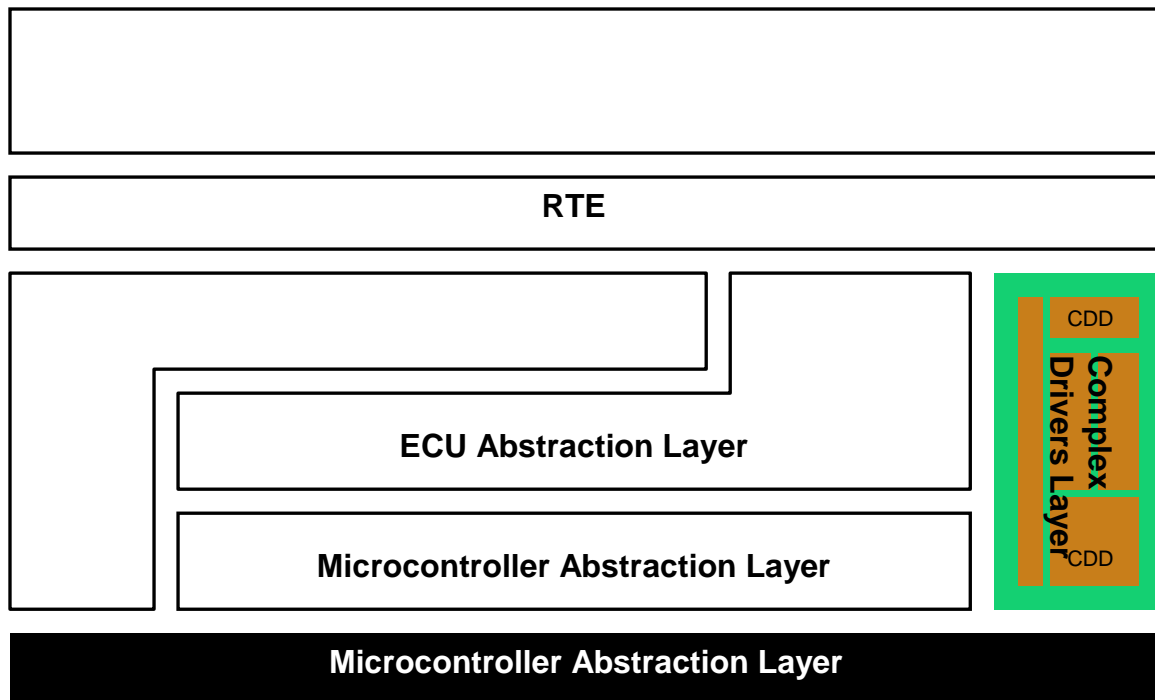 RTE
CDD
Complex
Drivers Layer
ECU Abstraction Layer
Microcontroller Abstraction Layer
CDD
Microcontroller Abstraction Layer